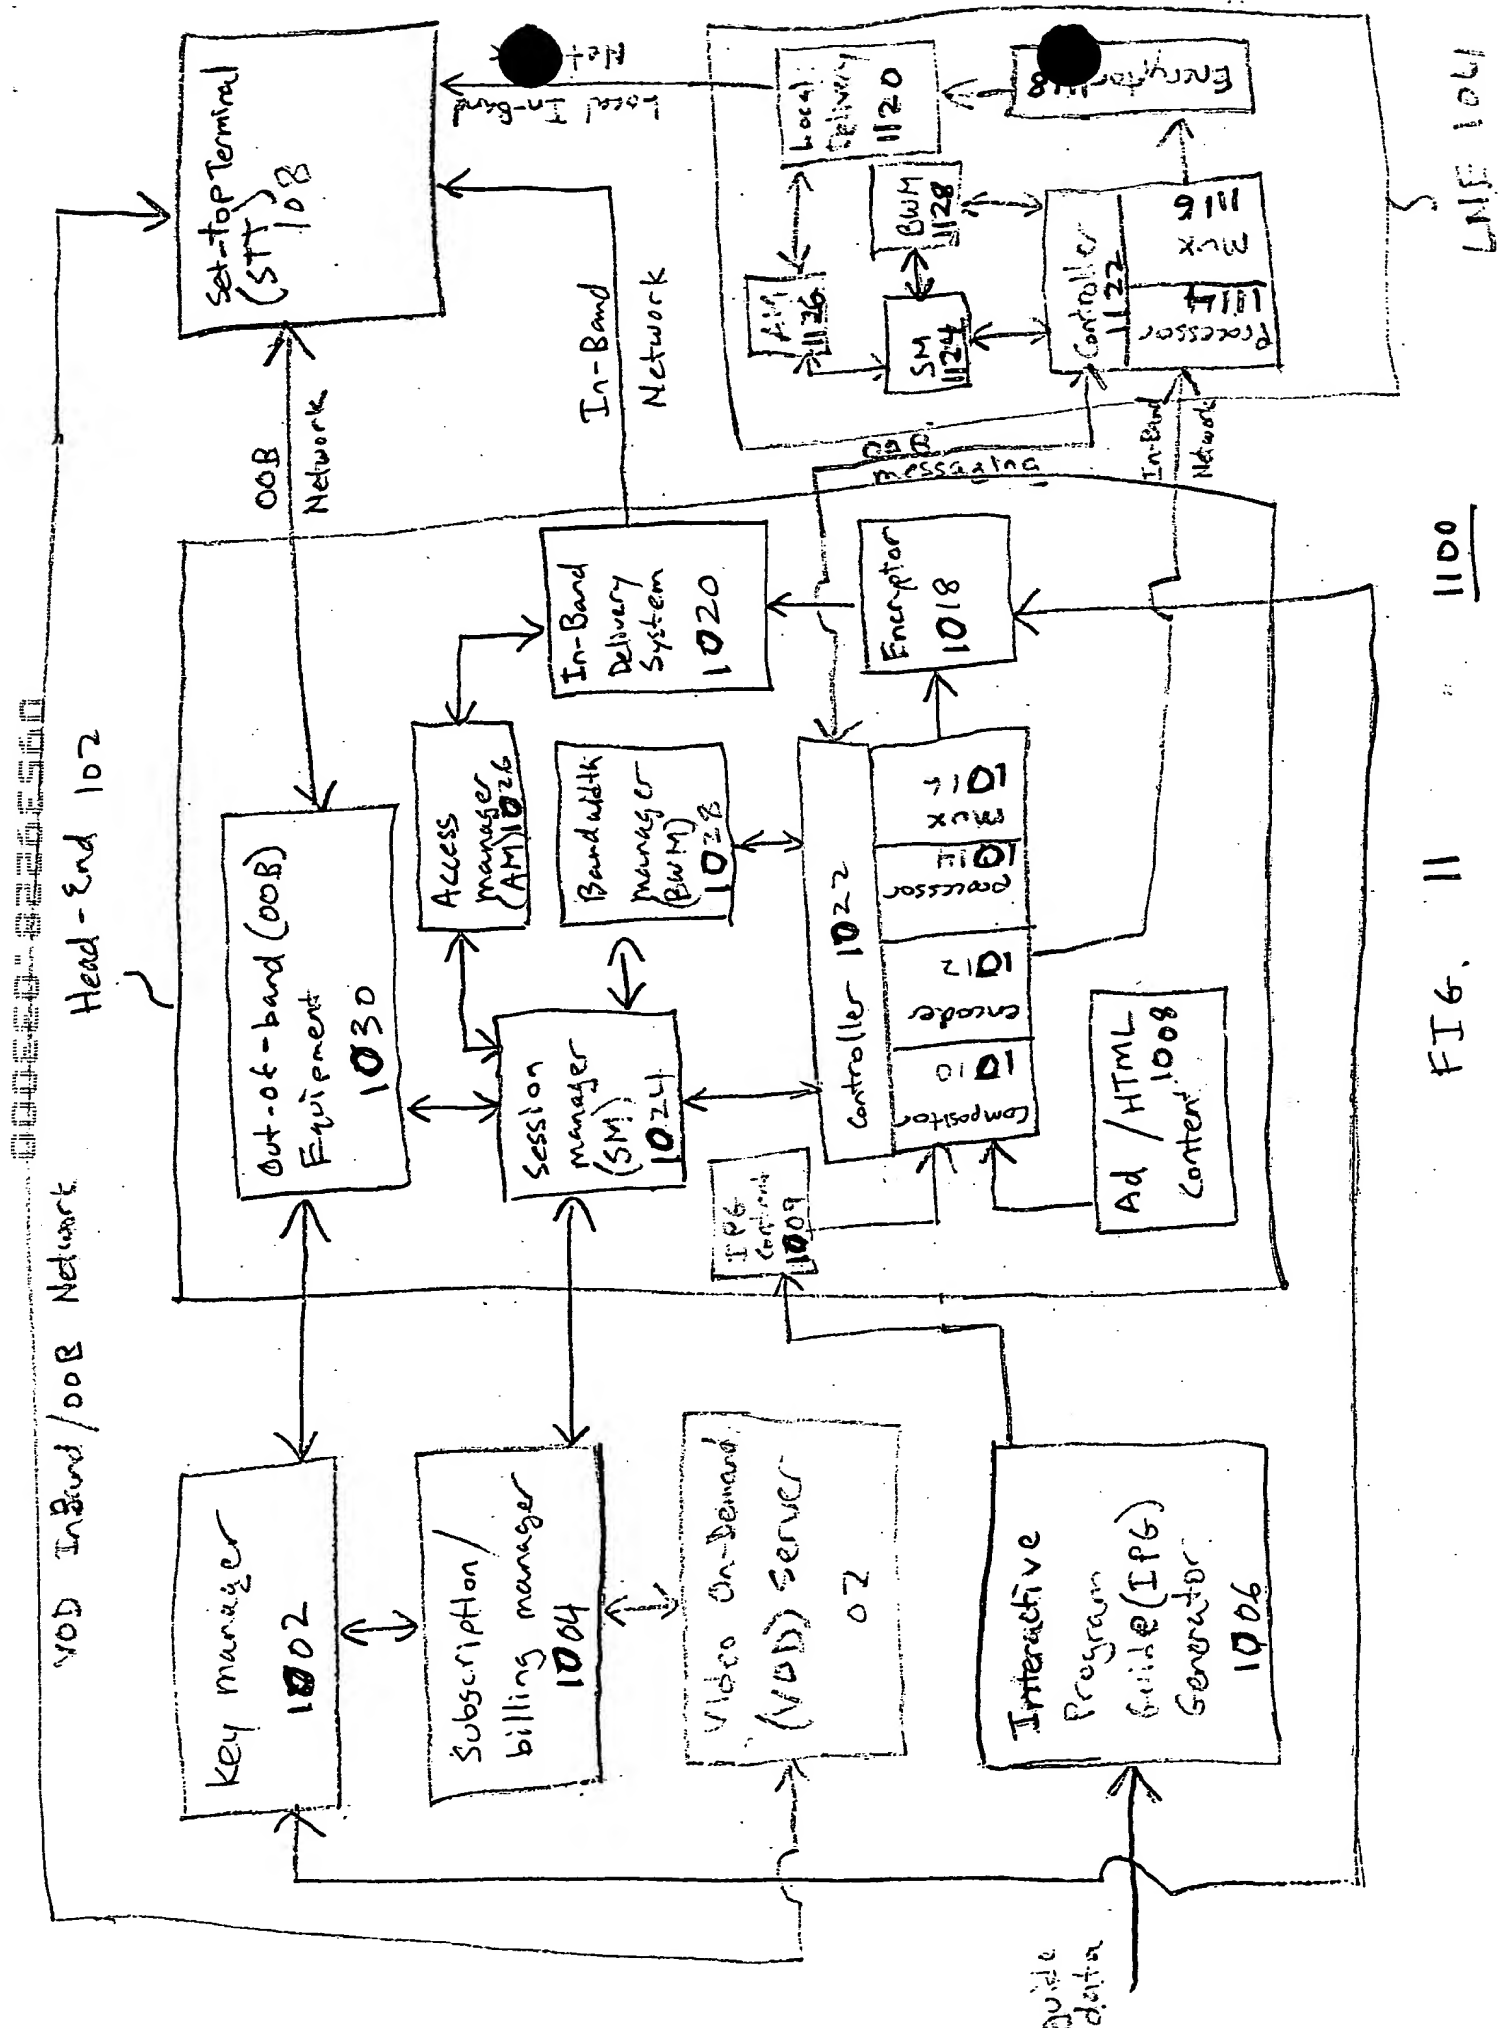 VOD InBand/OOB Network
Head-End 102
Key manager
1002
Subscription/
billing manager
1004
Video On-Demand
(VOD) Server
02
Interactive
Program
Guide (IPG)
Generator
1006
guide
data
Out-of-band (OOB)
Equipment
1030
Access
manager
(AM) 1026
Session
manager
(SM)
1024
Bandwidth
manager
(BWM)
1028
In-Band
Delivery
System
1020
IPG
Content
1009
Controller 1022
Compositor
1010
encoder
1012
Processor
1014
mux
1016
Encryptor
1018
Ad / HTML
1008
Content
OOB
Network
In-Band
Network
Set-Top Terminal
(STT)
108
Local In-Band
Net
OOB
messaging
In-Band
Network
Local
Delivery
1120
AM
1126
BWM
1128
SM
1124
Controller
1122
Processor
1114
mux
1116
Encryptor
1118
FIG. 11
1100